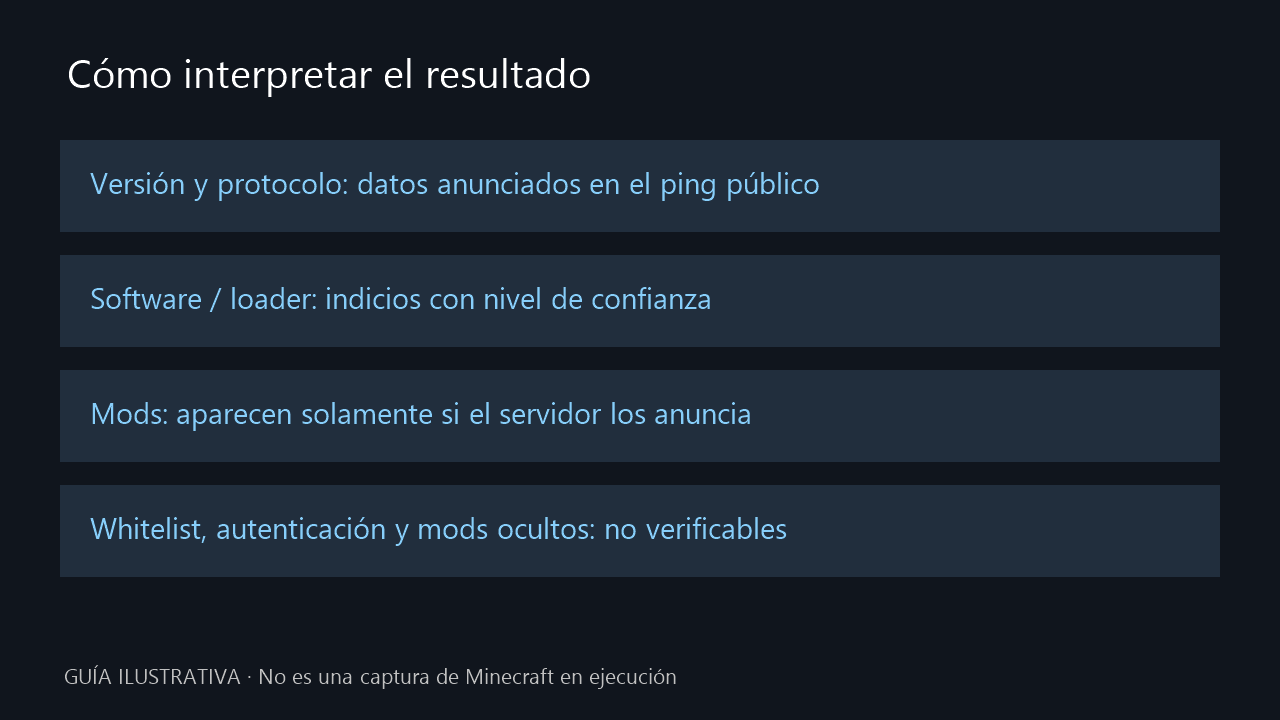 Cómo interpretar el resultado
Versión y protocolo: datos anunciados en el ping público
Software / loader: indicios con nivel de confianza
Mods: aparecen solamente si el servidor los anuncia
Whitelist, autenticación y mods ocultos: no verificables
GUÍA ILUSTRATIVA · No es una captura de Minecraft en ejecución